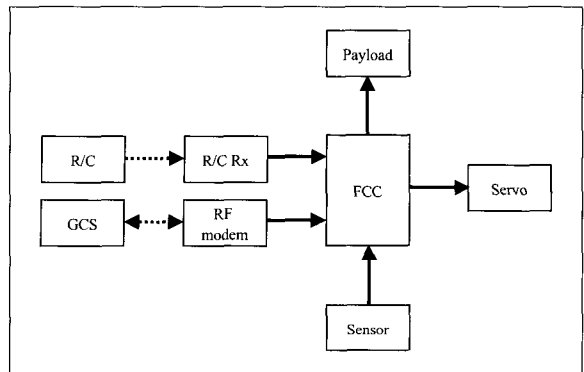 Payload
R/C
R/C Rx
FCC
Servo
GCS
RF
modem
Sensor